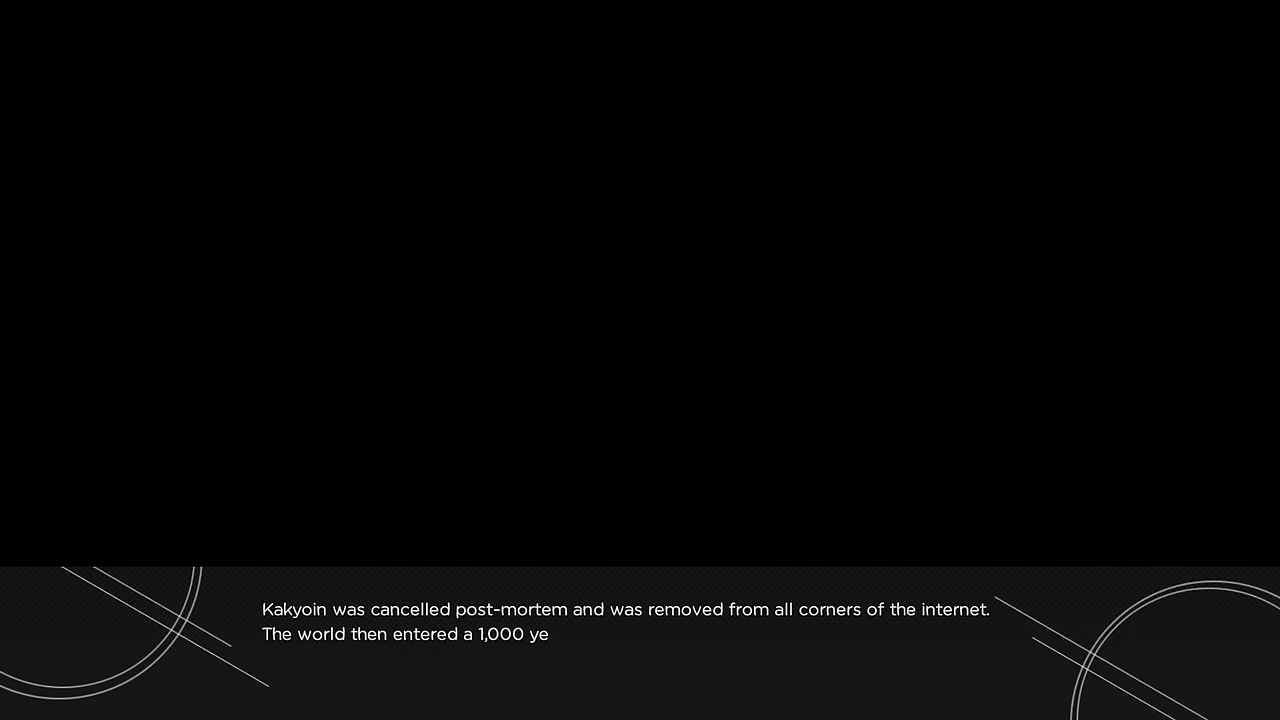 Kakyoin was cancelled post-mortem and was removed from all corners of the internet.
The world then entered a 1,000 ye